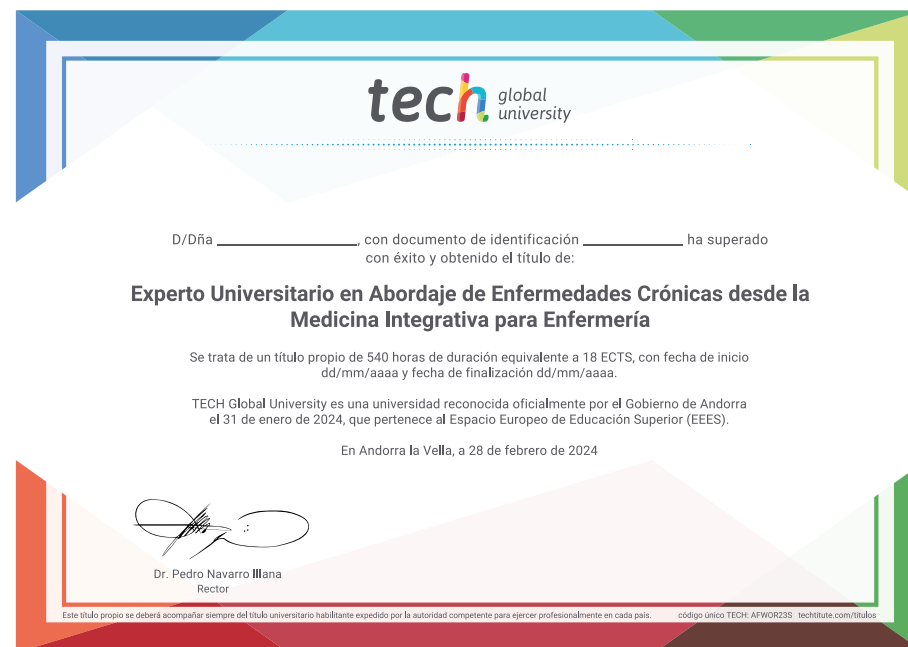 tech global
university
D/Dña ______________, con documento de identificación __________ ha superado
con éxito y obtenido el título de:
Experto Universitario en Abordaje de Enfermedades Crónicas desde la
Medicina Integrativa para Enfermería
Se trata de un título propio de 540 horas de duración equivalente a 18 ECTS, con fecha de inicio
dd/mm/aaaa y fecha de finalización dd/mm/aaaa.
TECH Global University es una universidad reconocida oficialmente por el Gobierno de Andorra
el 31 de enero de 2024, que pertenece al Espacio Europeo de Educación Superior (EEES).
En Andorra la Vella, a 28 de febrero de 2024
Dr. Pedro Navarro Illana
Rector
Este título propio se deberá acompañar siempre del título universitario habilitante expedido por la autoridad competente para ejercer profesionalmente en cada país. código único TECH: AFWOR23S techtitute.com/titulos